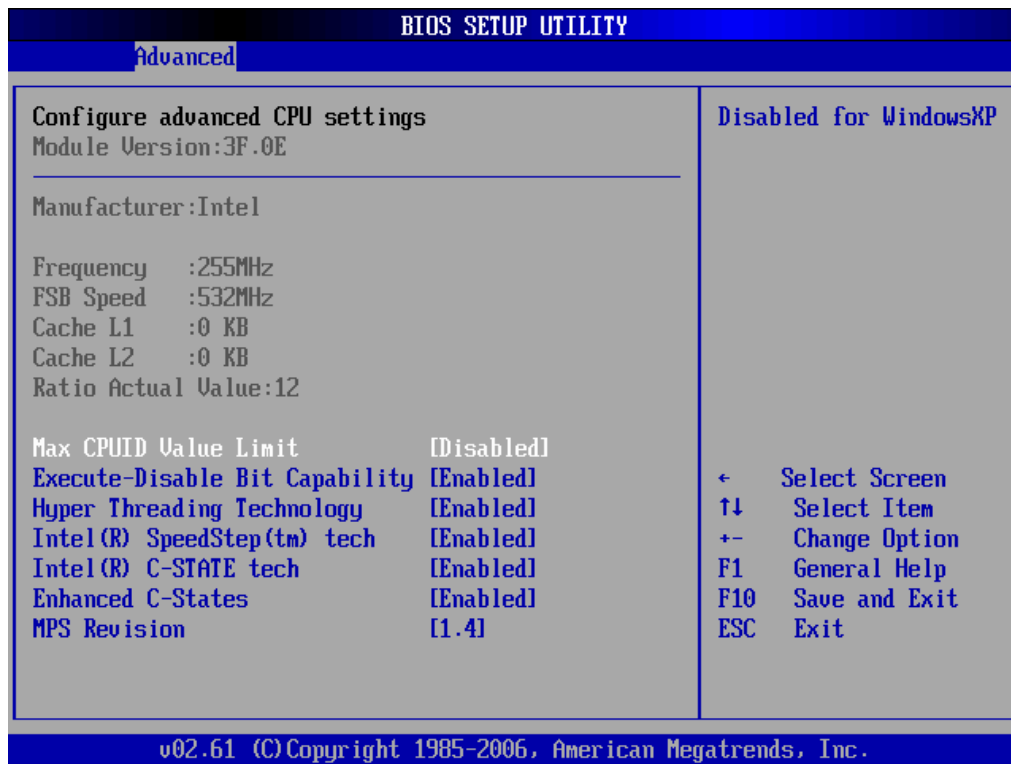 BIOS SETUP UTILITY
Advanced
Configure advanced CPU settings
Module Version:3F.0E
Manufacturer:Intel
Frequency :255MHz
FSB Speed :532MHz
Cache L1 :0 KB
Cache L2 :0 KB
Ratio Actual Value:12
Max CPUID Value Limit [Disabled]
Execute-Disable Bit Capability [Enabled]
Hyper Threading Technology [Enabled]
Intel(R) SpeedStep(tm) tech [Enabled]
Intel(R) C-STATE tech [Enabled]
Enhanced C-States [Enabled]
MPS Revision [1.4]
Disabled for WindowsXP
← Select Screen
↑↓ Select Item
+- Change Option
F1 General Help
F10 Save and Exit
ESC Exit
v02.61 (C)Copyright 1985-2006, American Megatrends, Inc.